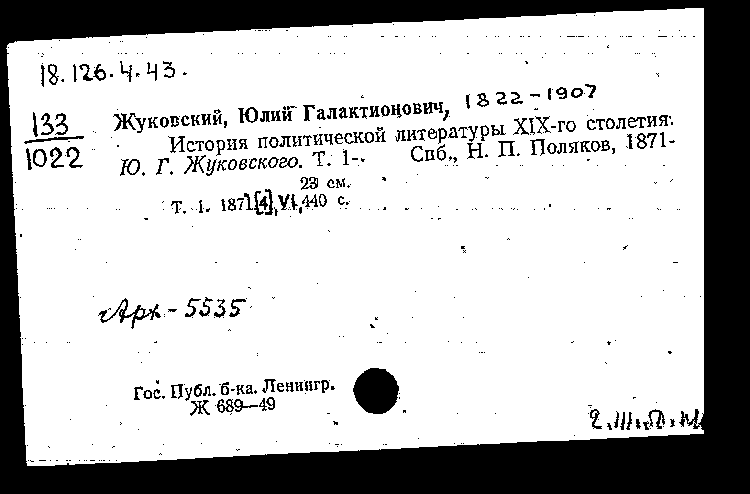 18.126.4.43.
133
1022
Жуковский, Юлий Галактионович, 1822-1907
История политической литературы XIX-го столетия.
Ю. Г. Жуковского. Т. 1-. Спб., Н. П. Поляков, 1871-
23 см.
Т. 1. 1871. [4], VI, 440 с.
Арх-5535
Гос. Публ. б-ка. Ленингр.
Ж 689—49